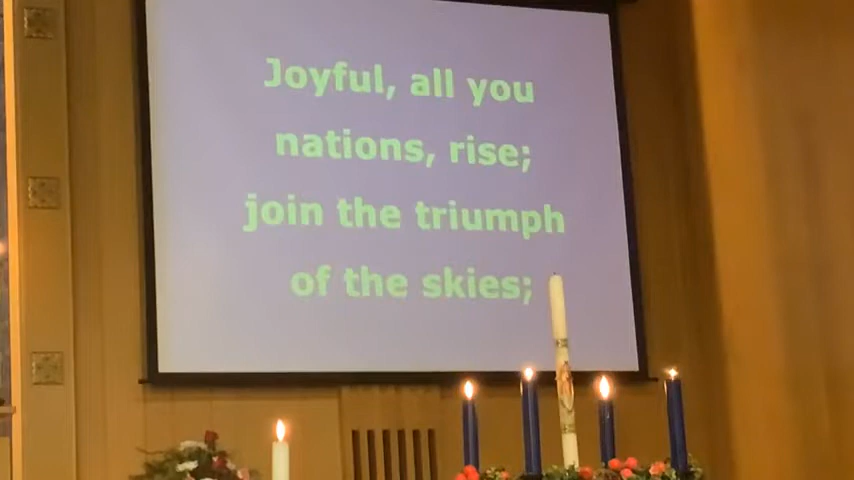 Joyful, all you
nations, rise;
join the triumph
of the skies;